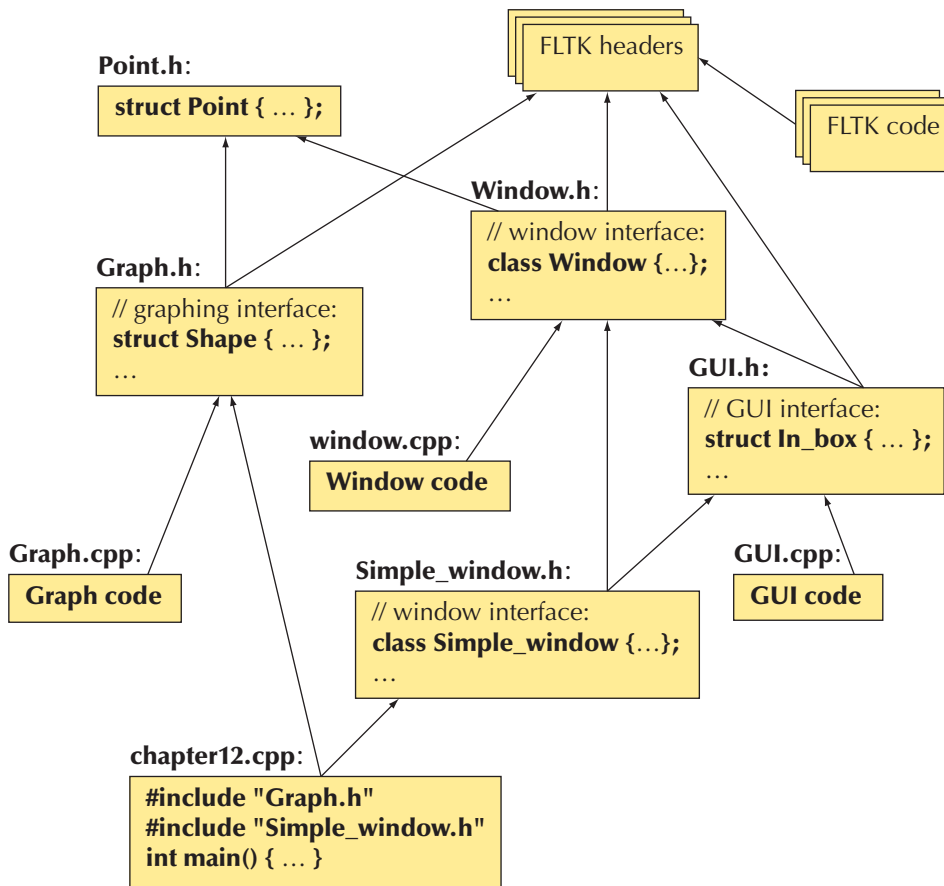 FLTK headers
Point.h:
struct Point { … };
FLTK code
Window.h:
// window interface:
class Window {…};
…
Graph.h:
// graphing interface:
struct Shape { … };
…
GUI.h:
// GUI interface:
struct In_box { … };
…
window.cpp:
Window code
Graph.cpp:
Graph code
Simple_window.h:
// window interface:
class Simple_window {…};
…
GUI.cpp:
GUI code
chapter12.cpp:
#include "Graph.h"
#include "Simple_window.h"
int main() { … }